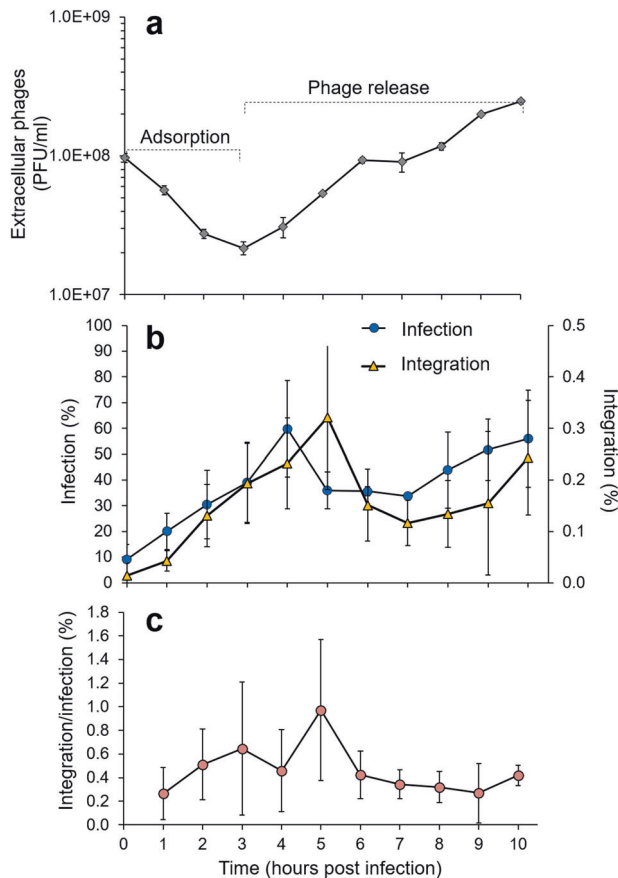 a
1.0E+09
1.0E+08
1.0E+07
Extracellular phages
(PFU/ml)
Adsorption
Phage release
b
100
90
80
70
60
50
40
30
20
10
0
Infection (%)
Infection
Integration
0.5
0.4
0.3
0.2
0.1
0.0
Integration
(%)
c
1.8
1.6
1.4
1.2
1.0
0.8
0.6
0.4
0.2
0.0
Integration/infection (%)
0 1 2 3 4 5 6 7 8 9 10
Time (hours post infection)